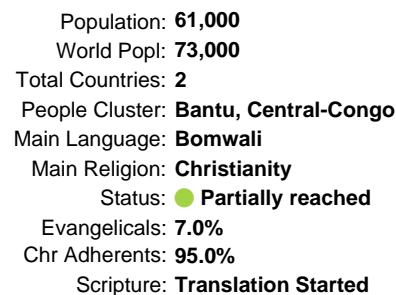 Population: 61,000
World Popl: 73,000
Total Countries: 2
People Cluster: Bantu, Central-Congo
Main Language: Bomwali
Main Religion: Christianity
Status: Partially reached
Evangelicals: 7.0%
Chr Adherents: 95.0%
Scripture: Translation Started